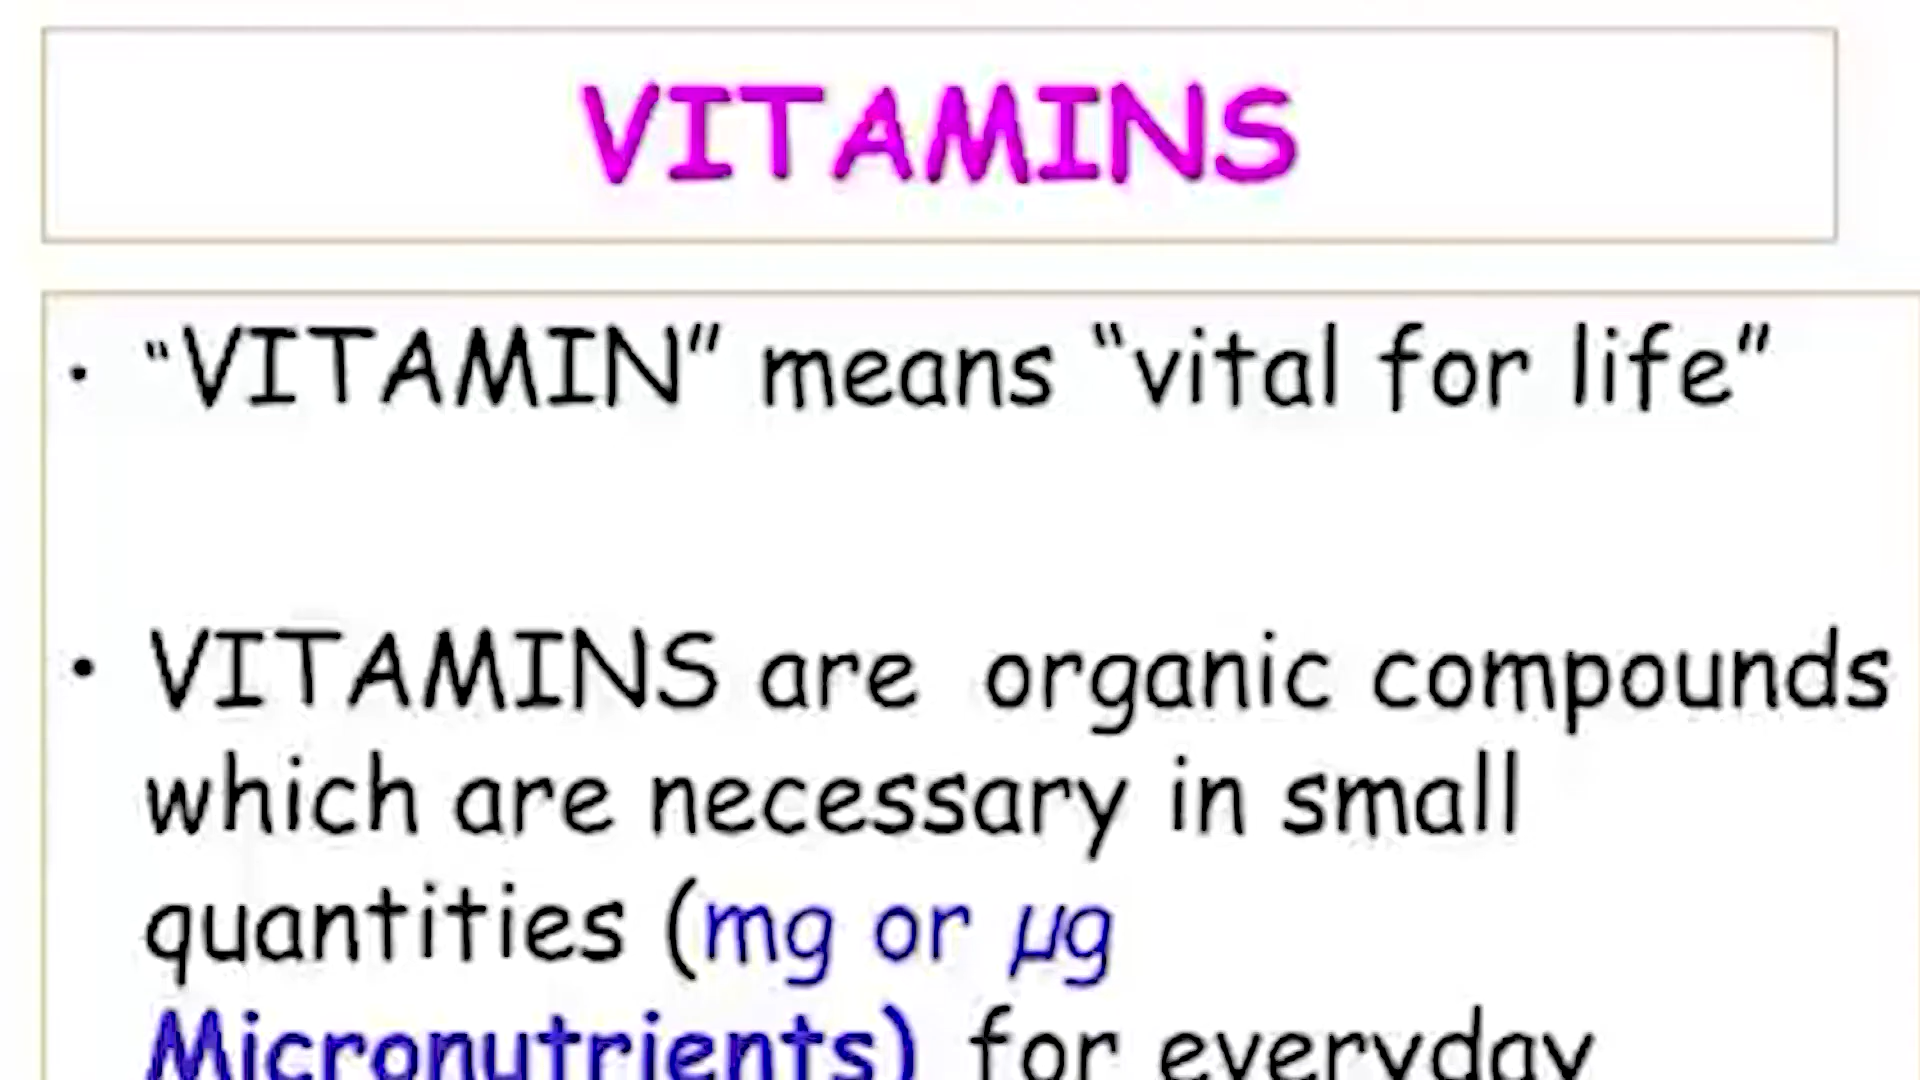 VITAMINS
• “VITAMIN” means “vital for life”
• VITAMINS are organic compounds
which are necessary in small
quantities (mg or µg
Micronutrients) for everyday